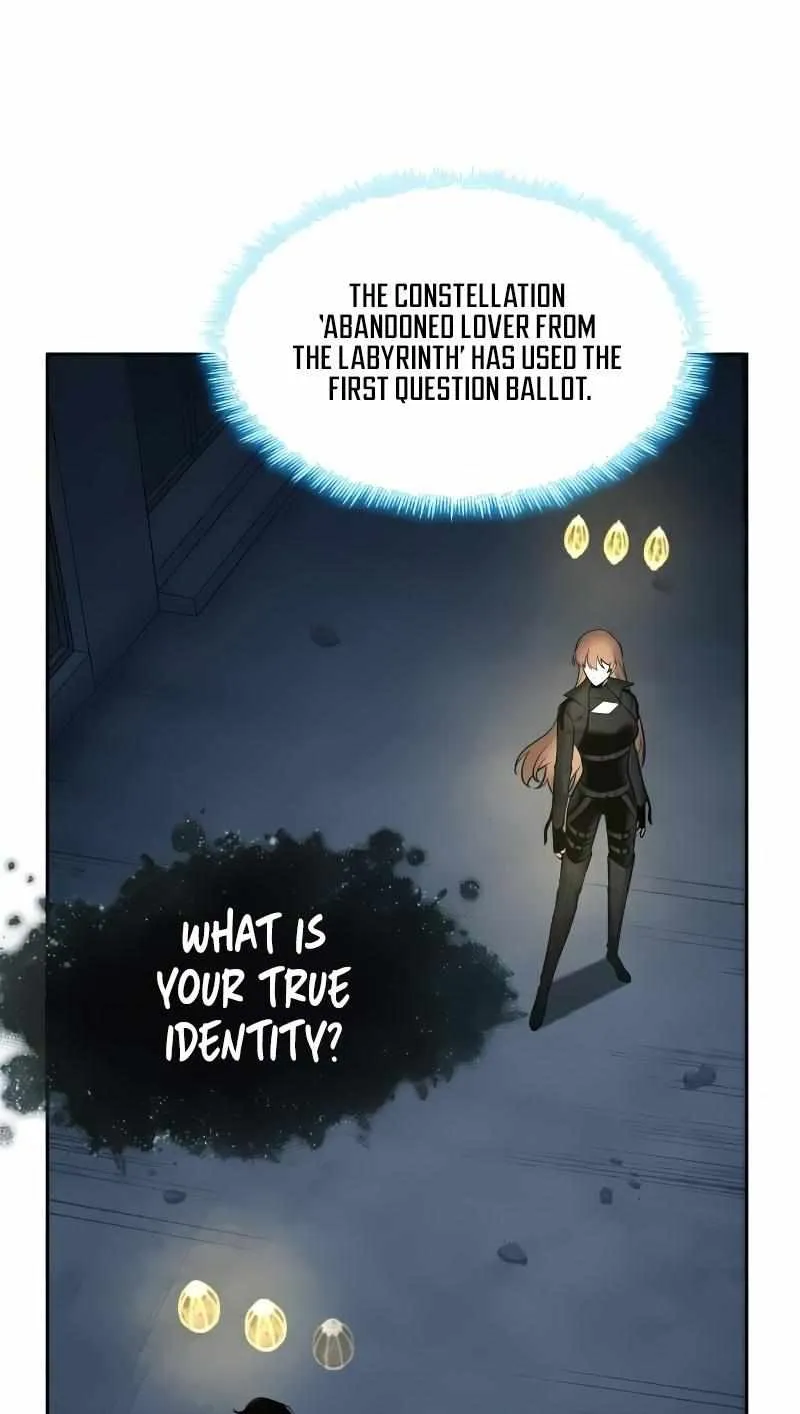 THE CONSTELLATION
'ABANDONED LOVER FROM
THE LABYRINTH' HAS USED THE
FIRST QUESTION BALLOT.
WHAT IS
YOUR TRUE
IDENTITY?